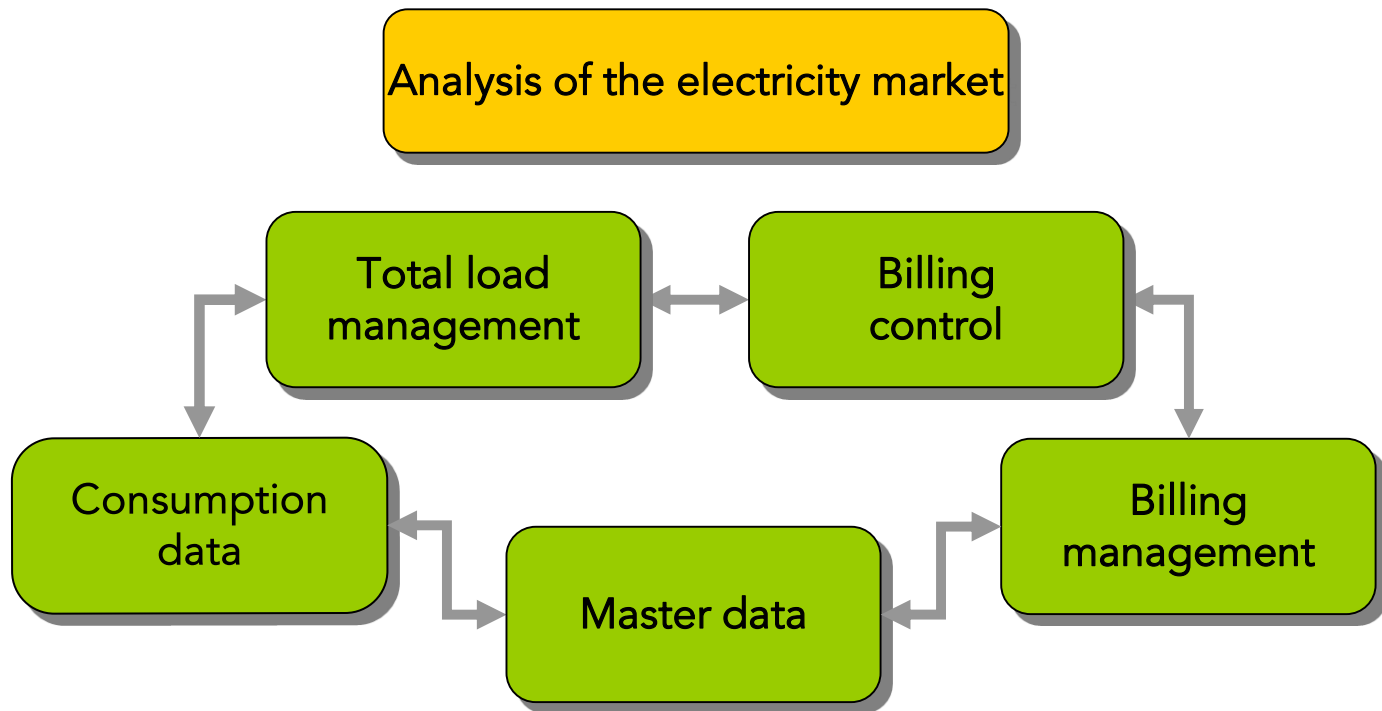 Analysis of the electricity market
Total load
management
Billing
control
Consumption
data
Billing
management
Master data